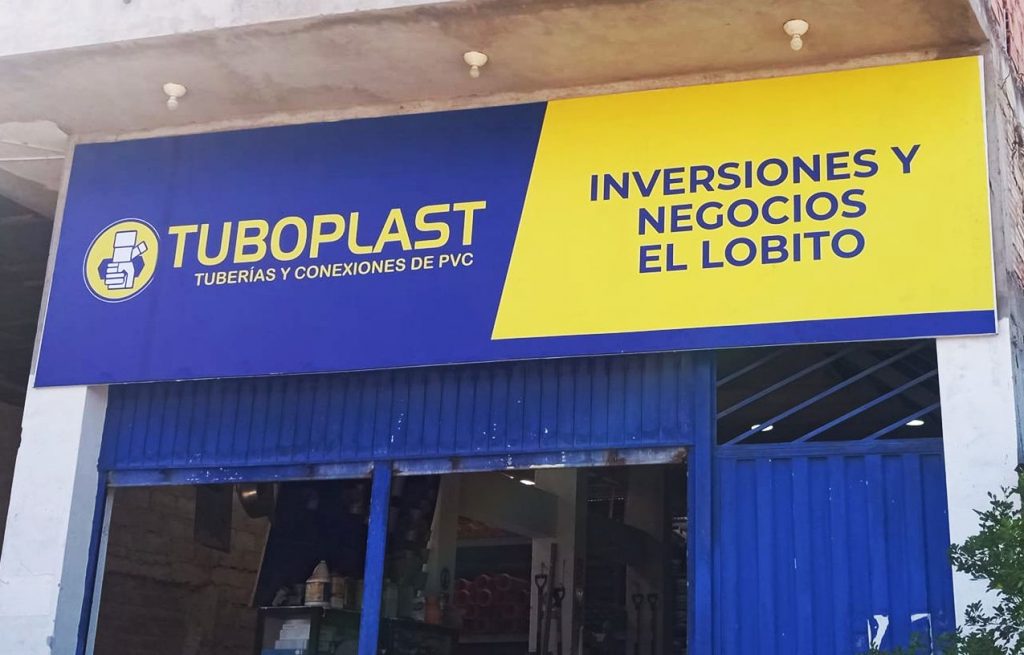 TUBOPLAST
TUBERÍAS Y CONEXIONES DE PVC
INVERSIONES Y
NEGOCIOS
EL LOBITO